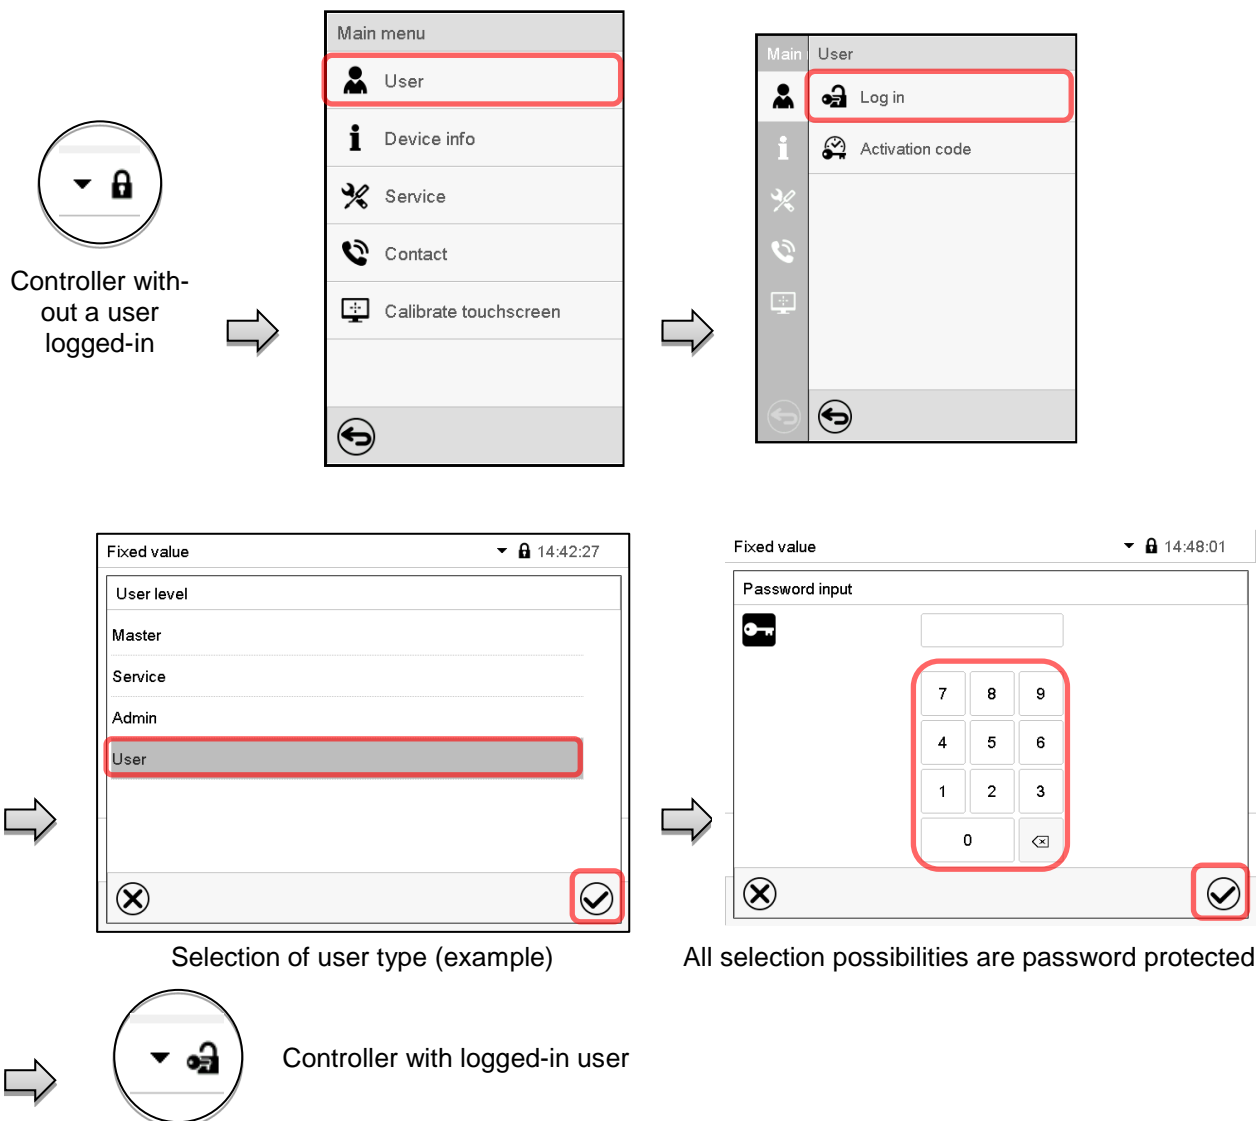 Controller with-
out a user
logged-in
Main menu
User
Device info
Service
Contact
Calibrate touchscreen
Main
User
Log in
Activation code
Fixed value 14:42:27
User level
Master
Service
Admin
User
Selection of user type (example)
Fixed value 14:48:01
Password input
7 8 9
4 5 6
1 2 3
0
All selection possibilities are password protected
Controller with logged-in user